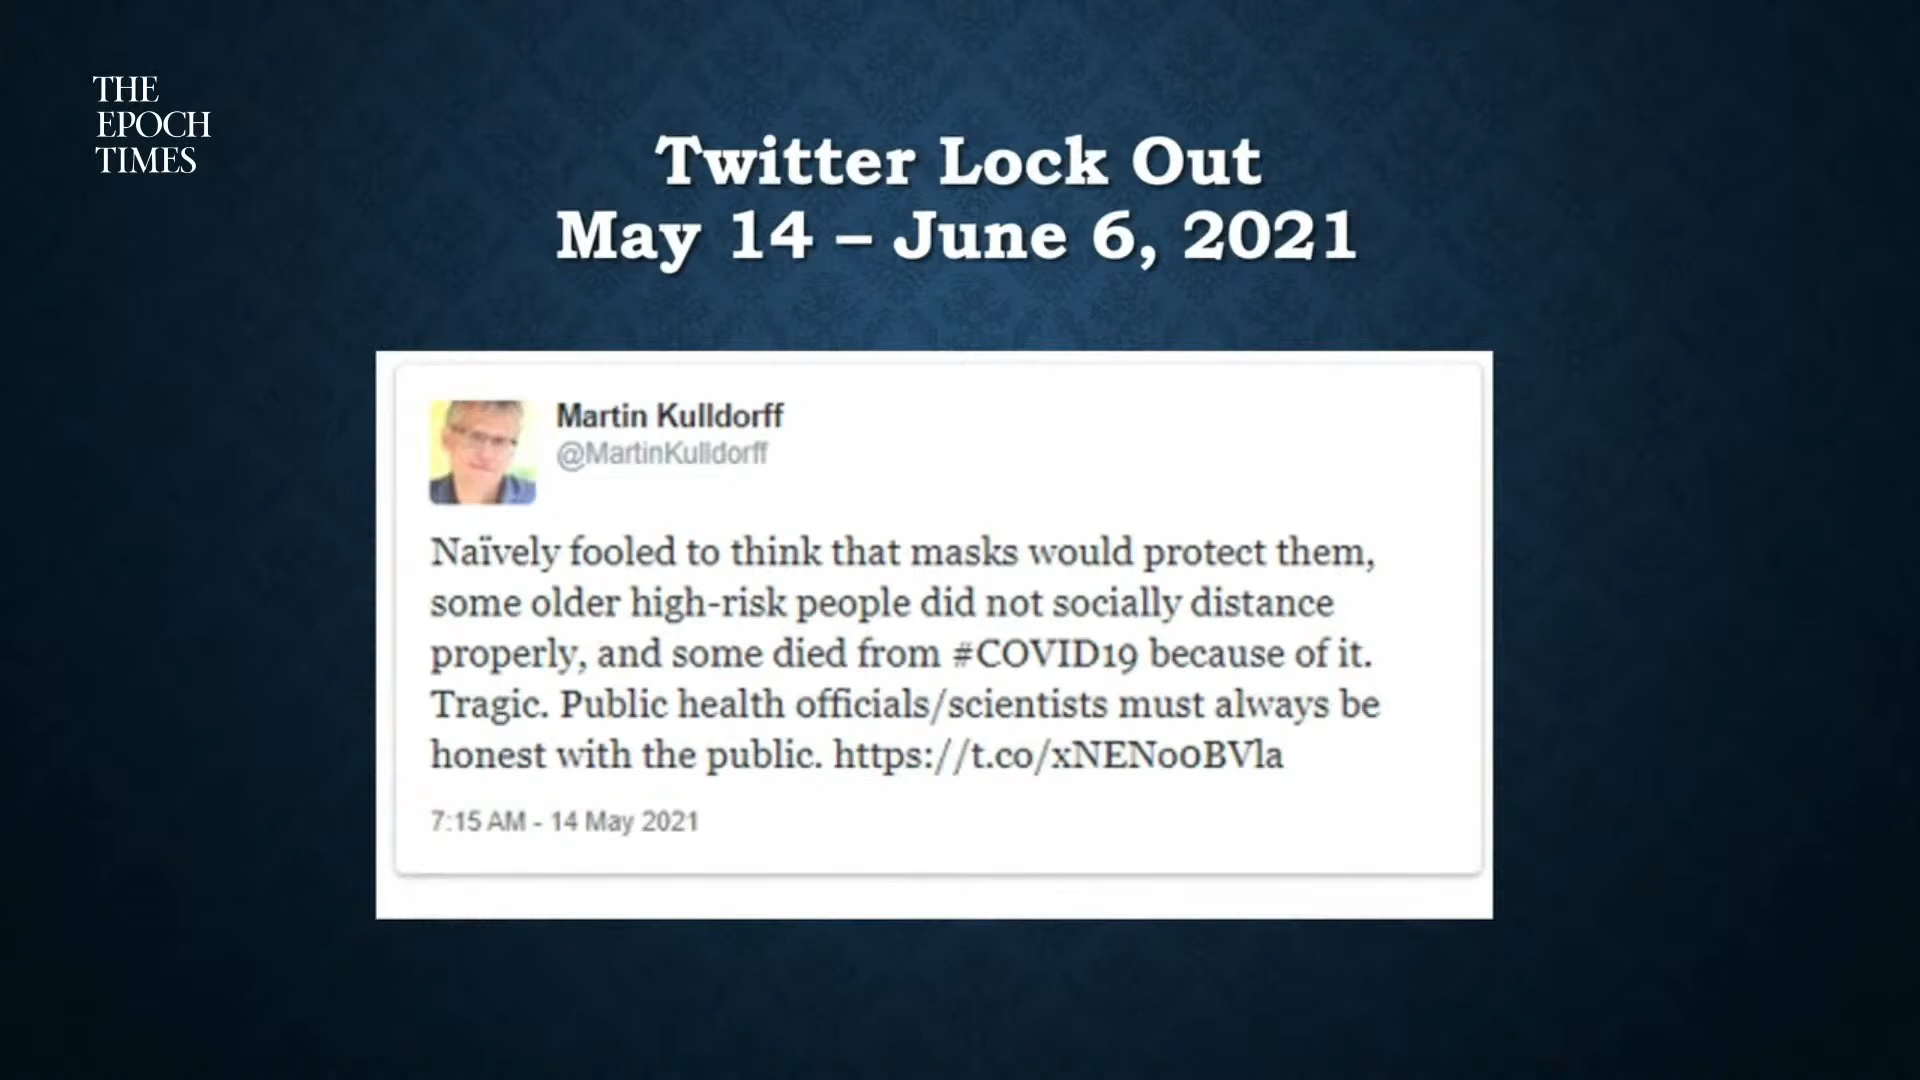 THE
EPOCH
TIMES
Twitter Lock Out
May 14 – June 6, 2021
Martin Kulldorff
@MartinKulldorff
Naïvely fooled to think that masks would protect them,
some older high-risk people did not socially distance
properly, and some died from #COVID19 because of it.
Tragic. Public health officials/scientists must always be
honest with the public. https://t.co/xNENo0BVla
7:15 AM - 14 May 2021